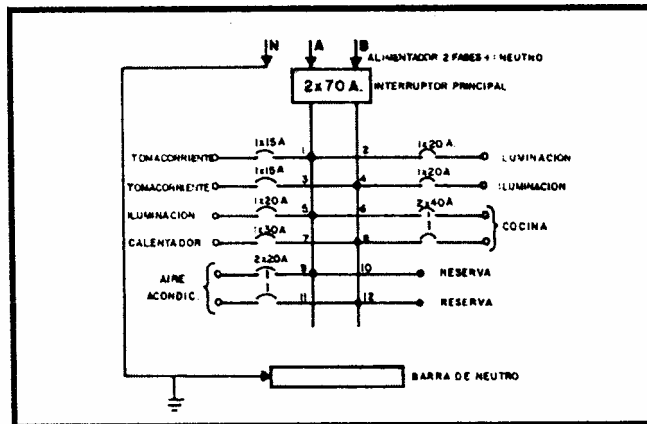 N A B
ALIMENTADOR 2 FASES + 1 NEUTRO
2x70 A. INTERRUPTOR PRINCIPAL
TOMACORRIENTE 1x15A 1 2 1x20A. ILUMINACION
TOMACORRIENTE 1x15A 3 4 1x20A ILUMINACION
ILUMINACION 1x20A 5 6 2x40A
COCINA
CALENTADOR 1x30A 7 8
AIRE ACONDIC. 2x20A 9 10 RESERVA
11 12 RESERVA
BARRA DE NEUTRO